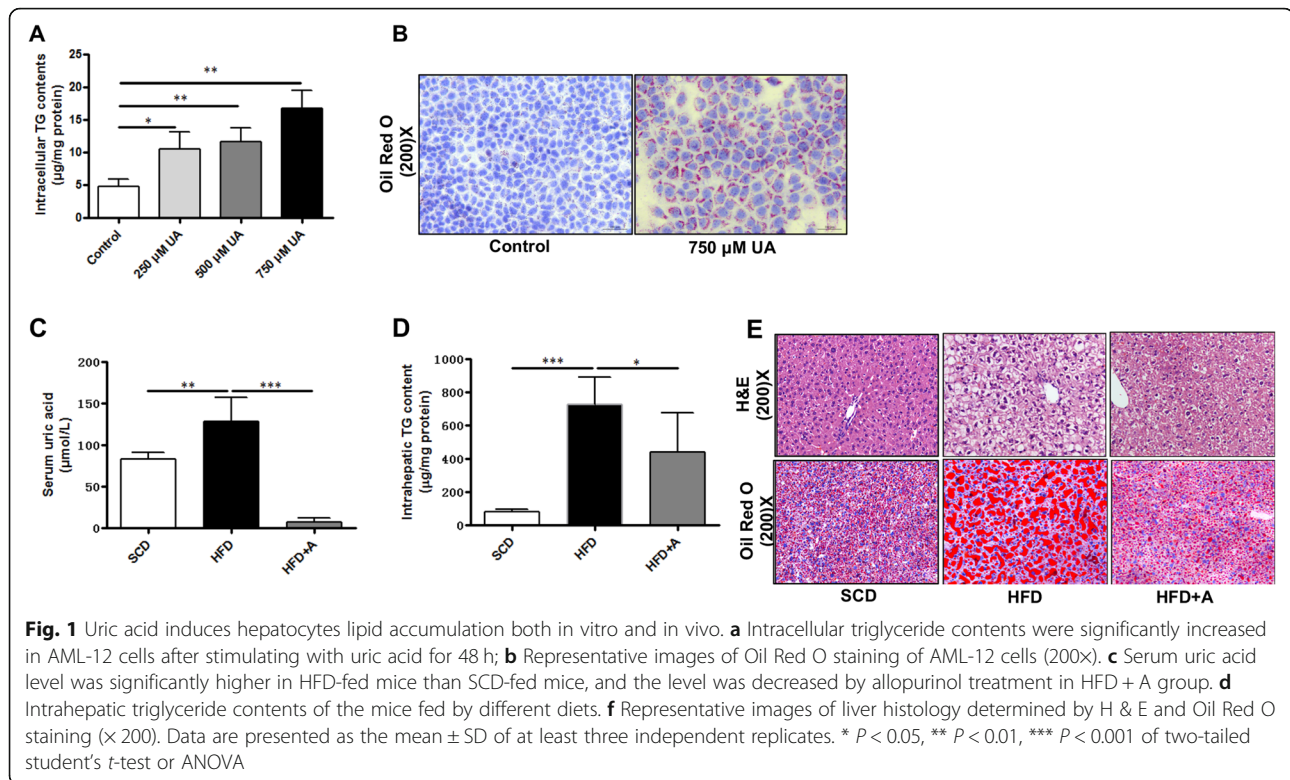 A
Intracellular TG contents
(µg/mg protein)
25
20
15
10
5
0
**
**
*
Control
250 µM UA
500 µM UA
750 µM UA
B
Oil Red O
(200)X
Control
750 µM UA
C
Serum uric acid
(µmol/L)
200
150
100
50
0
**
***
SCD
HFD
HFD+A
D
Intrahepatic TG content
(µg/mg protein)
1000
800
600
400
200
0
***
*
SCD
HFD
HFD+A
E
H&E
(200)X
Oil Red O
(200)X
SCD
HFD
HFD+A
Fig. 1 Uric acid induces hepatocytes lipid accumulation both in vitro and in vivo. a Intracellular triglyceride contents were significantly increased
in AML-12 cells after stimulating with uric acid for 48 h; b Representative images of Oil Red O staining of AML-12 cells (200×). c Serum uric acid
level was significantly higher in HFD-fed mice than SCD-fed mice, and the level was decreased by allopurinol treatment in HFD + A group. d
Intrahepatic triglyceride contents of the mice fed by different diets. f Representative images of liver histology determined by H & E and Oil Red O
staining (× 200). Data are presented as the mean ± SD of at least three independent replicates. * P < 0.05, ** P < 0.01, *** P < 0.001 of two-tailed
student's t-test or ANOVA